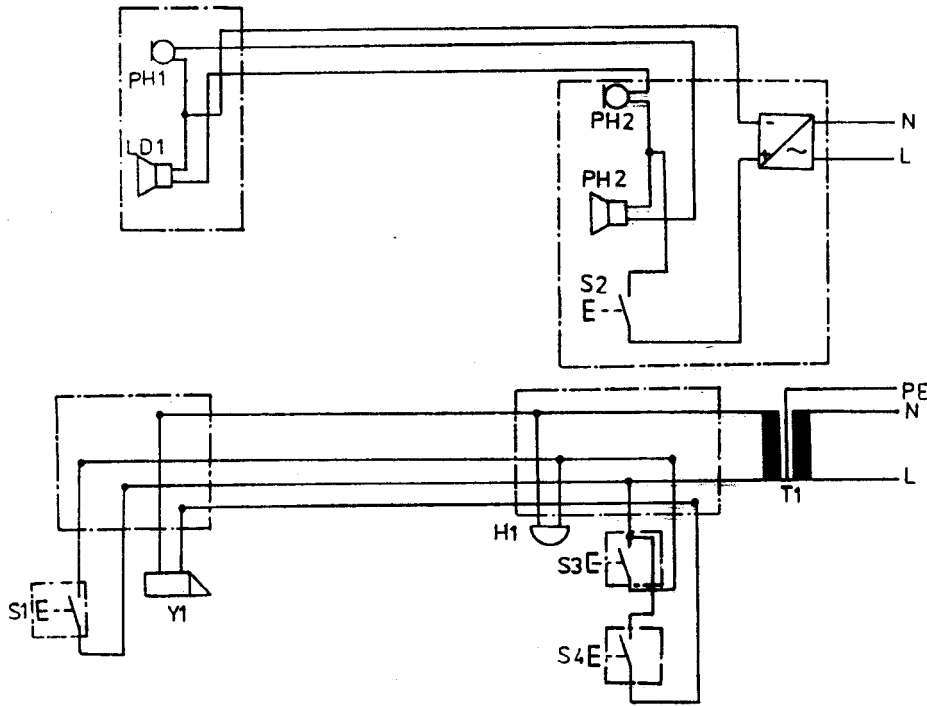 PH1
LD1
PH2
PH2
- 
+ ~
N
L
S2
E
PE
N
L
T1
H1
S3 E
S1 E
Y1
S4 E